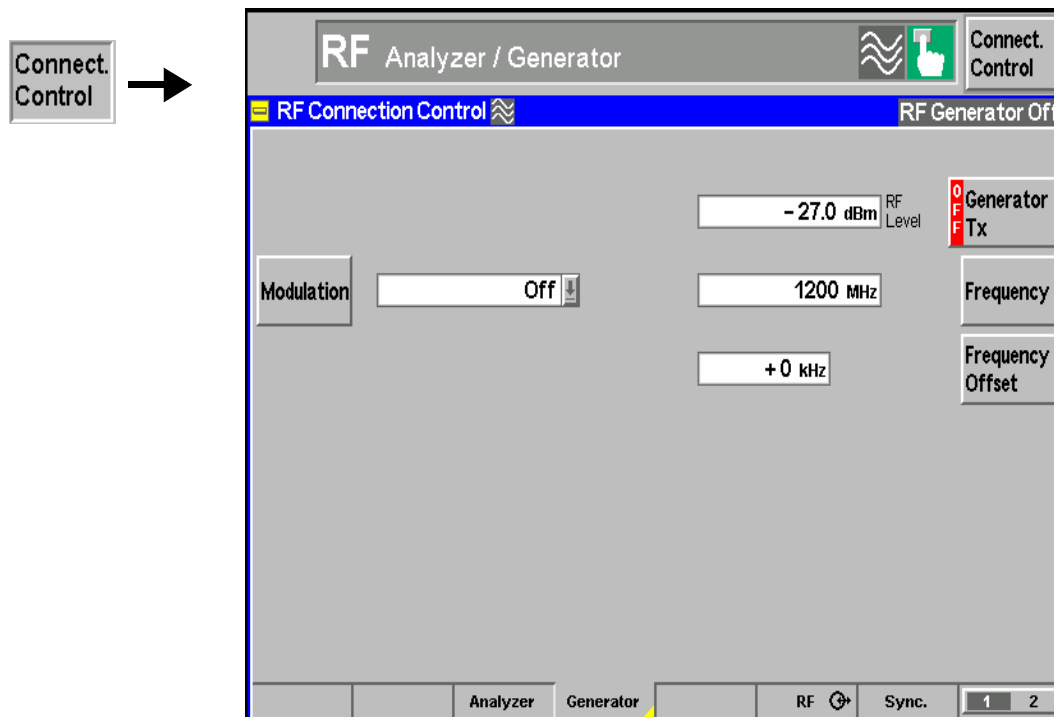 Connect.
Control
RF Analyzer / Generator
Connect.
Control
RF Connection Control
RF Generator Off
- 27.0 dBm
RF
Level
OFF
Generator
Tx
Modulation
Off
1200 MHz
Frequency
+ 0 kHz
Frequency
Offset
Analyzer
Generator
RF
Sync.
1 2